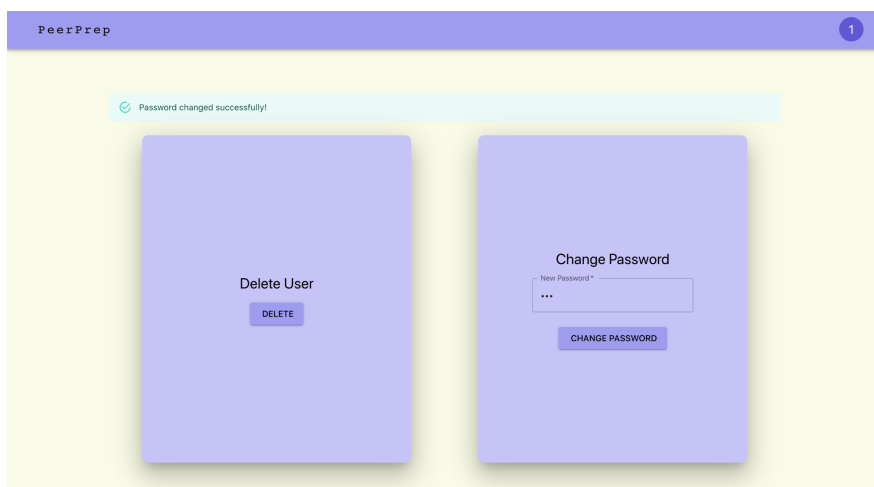 PeerPrep
1
Password changed successfully!
Delete User
DELETE
Change Password
New Password *
•••
CHANGE PASSWORD